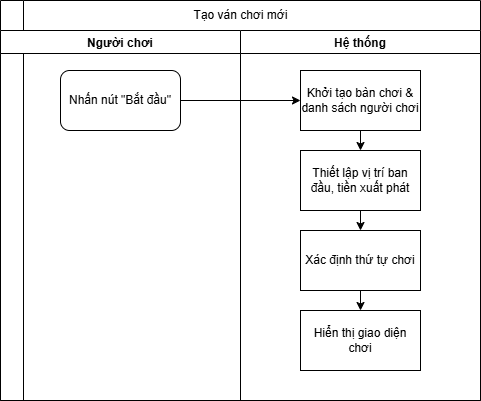 Tạo ván chơi mới
Người chơi
Hệ thống
Nhấn nút "Bắt đầu"
Khởi tạo bản chơi &
danh sách người chơi
Thiết lập vị trí ban
đầu, tiền xuất phát
Xác định thứ tự chơi
Hiển thị giao diện
chơi